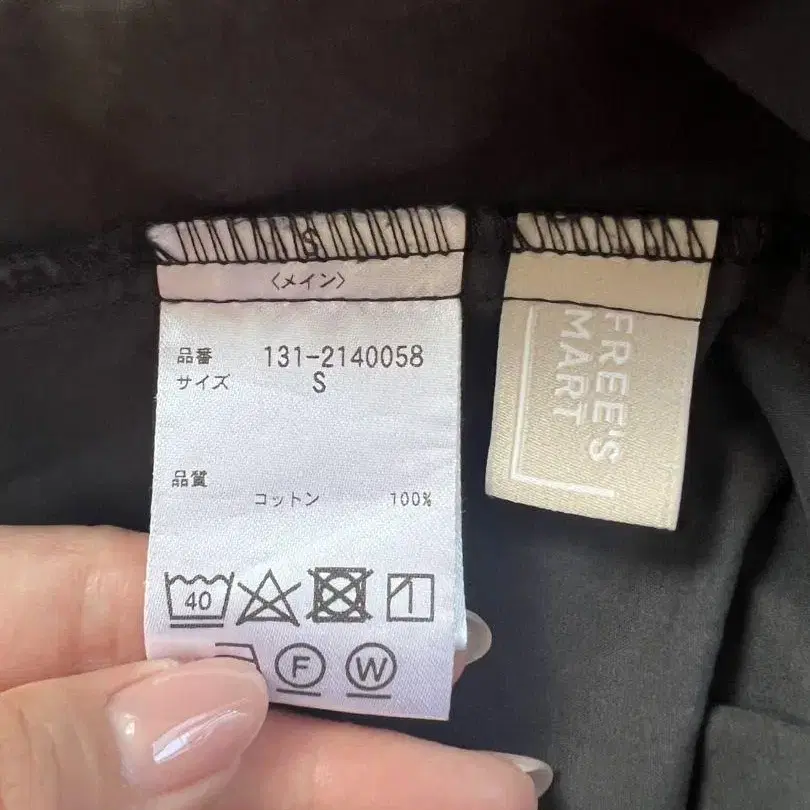 S
〈メイン〉
品番 131-2140058
サイズ S
品質
コットン 100%
40
F W
FREE'S
MART